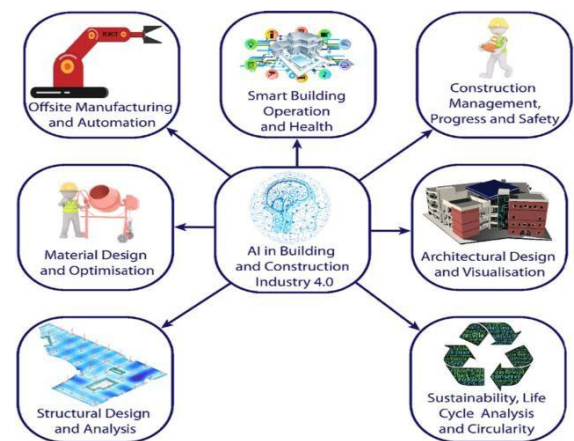 Offsite Manufacturing
and Automation
Smart Building
Operation
and Health
Construction
Management,
Progress and Safety
Material Design
and Optimisation
AI in Building
and Construction
Industry 4.0
Architectural Design
and Visualisation
Structural Design
and Analysis
Sustainability, Life
Cycle Analysis
and Circularity